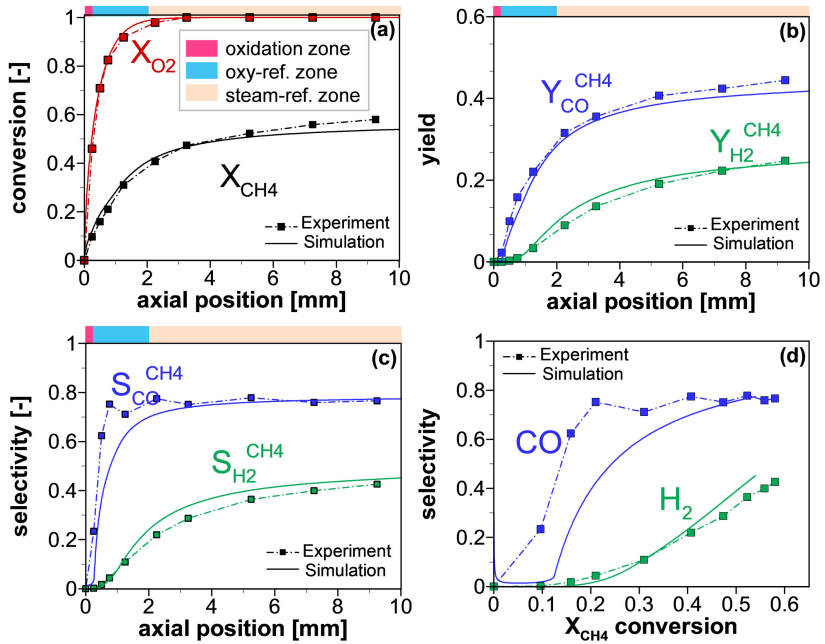 (a)
X_O2
oxidation zone
oxy-ref. zone
steam-ref. zone
X_CH4
Experiment
Simulation
conversion [-]
1
0.8
0.6
0.4
0.2
0
0 2 4 6 8 10
axial position [mm]
(b)
Y_CO^CH4
Y_H2^CH4
Experiment
Simulation
yield
0.6
0.4
0.2
0
0 2 4 6 8 10
axial position [mm]
(c)
S_CO^CH4
S_H2^CH4
Experiment
Simulation
selectivity [-]
1
0.8
0.6
0.4
0.2
0
0 2 4 6 8 10
axial position [mm]
(d)
Experiment
Simulation
CO
H2
selectivity
1
0.8
0.6
0.4
0.2
0
0 0.1 0.2 0.3 0.4 0.5 0.6
X_CH4 conversion